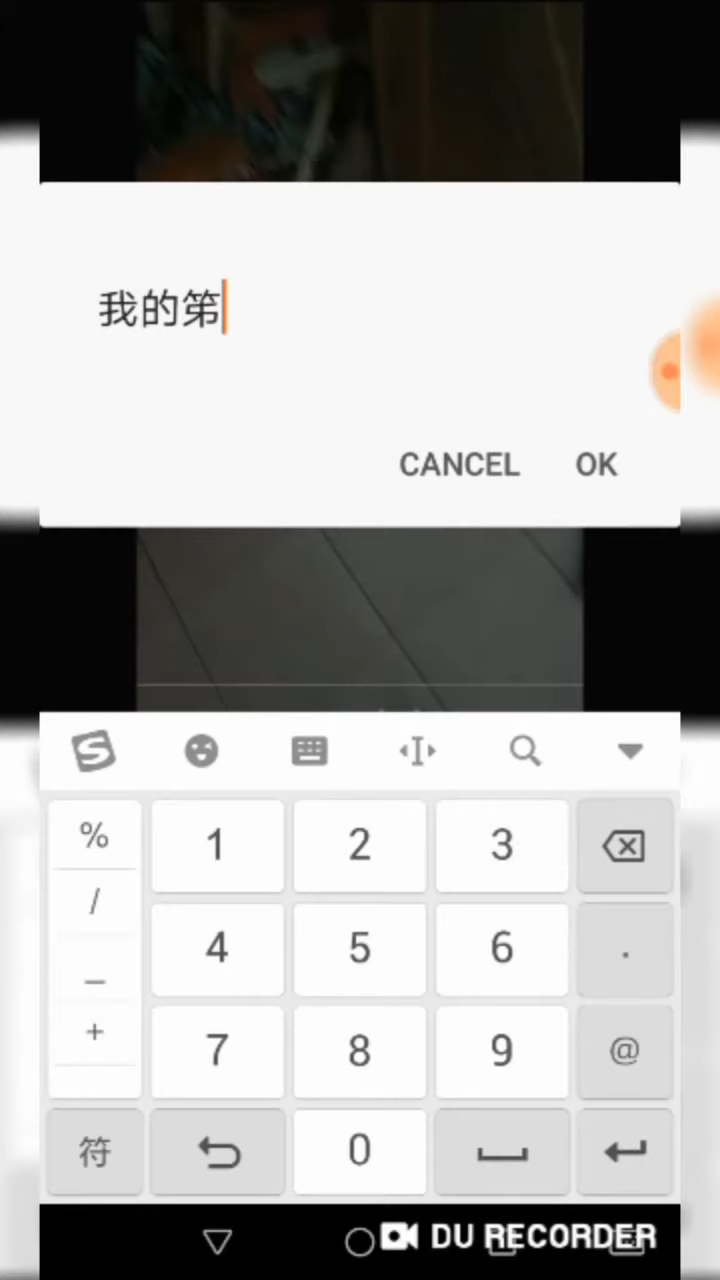 我的第
CANCEL OK
% 1 2 3
/ 4 5 6 .
_
+ 7 8 9 @
符 0
DU RECORDER